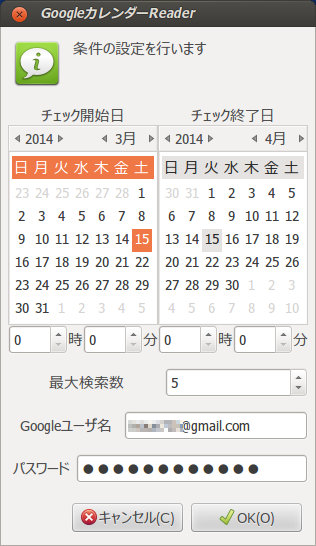 GoogleカレンダーReader
条件の設定を行います
チェック開始日 チェック終了日
2014 3月 2014 4月
日 月 火 水 木 金 土 日 月 火 水 木 金 土
23 24 25 26 27 28 1 30 31 1 2 3 4 5
2 3 4 5 6 7 8 6 7 8 9 10 11 12
9 10 11 12 13 14 15 13 14 15 16 17 18 19
16 17 18 19 20 21 22 20 21 22 23 24 25 26
23 24 25 26 27 28 29 27 28 29 30 1 2 3
30 31 1 2 3 4 5 4 5 6 7 8 9 10
0 時 0 分 0 時 0 分
最大検索数 5
Googleユーザ名 @gmail.com
パスワード ●●●●●●●●●●●●
キャンセル(C) OK(O)